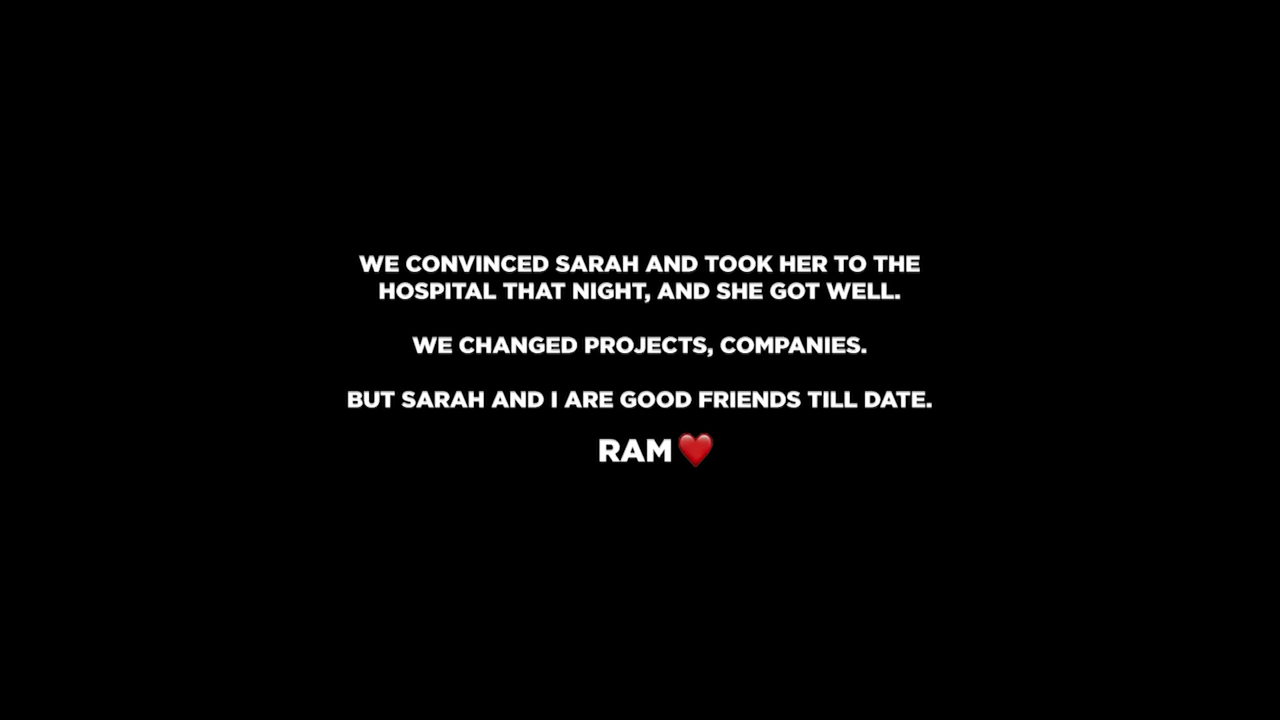 WE CONVINCED SARAH AND TOOK HER TO THE
HOSPITAL THAT NIGHT, AND SHE GOT WELL.
WE CHANGED PROJECTS, COMPANIES.
BUT SARAH AND I ARE GOOD FRIENDS TILL DATE.
RAM❤️